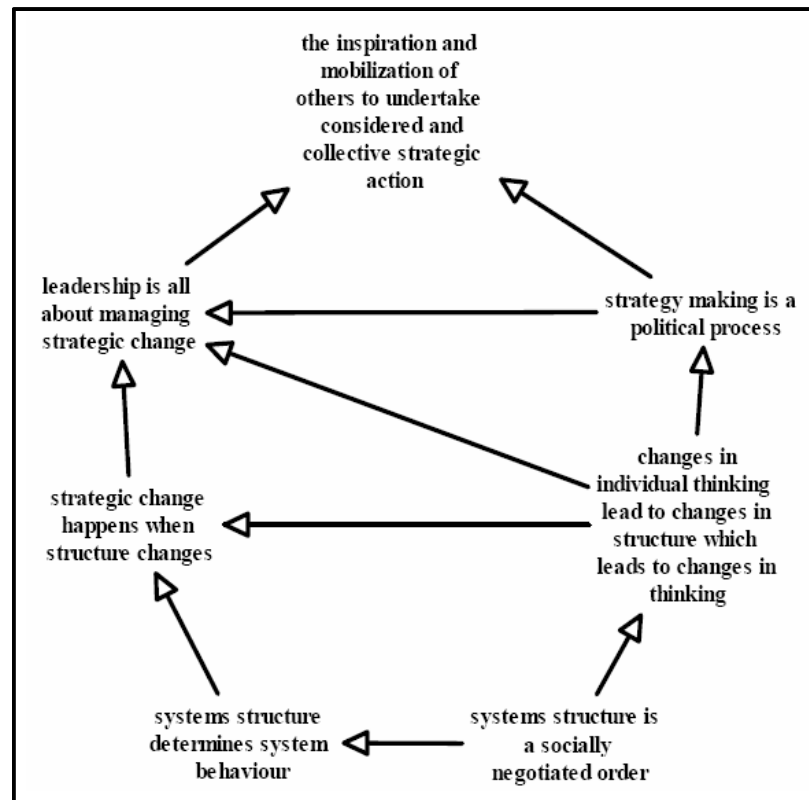 the inspiration and
mobilization of
others to undertake
considered and
collective strategic
action
leadership is all
about managing
strategic change
strategy making is a
political process
strategic change
happens when
structure changes
changes in
individual thinking
lead to changes in
structure which
leads to changes in
thinking
systems structure
determines system
behaviour
systems structure is
a socially
negotiated order